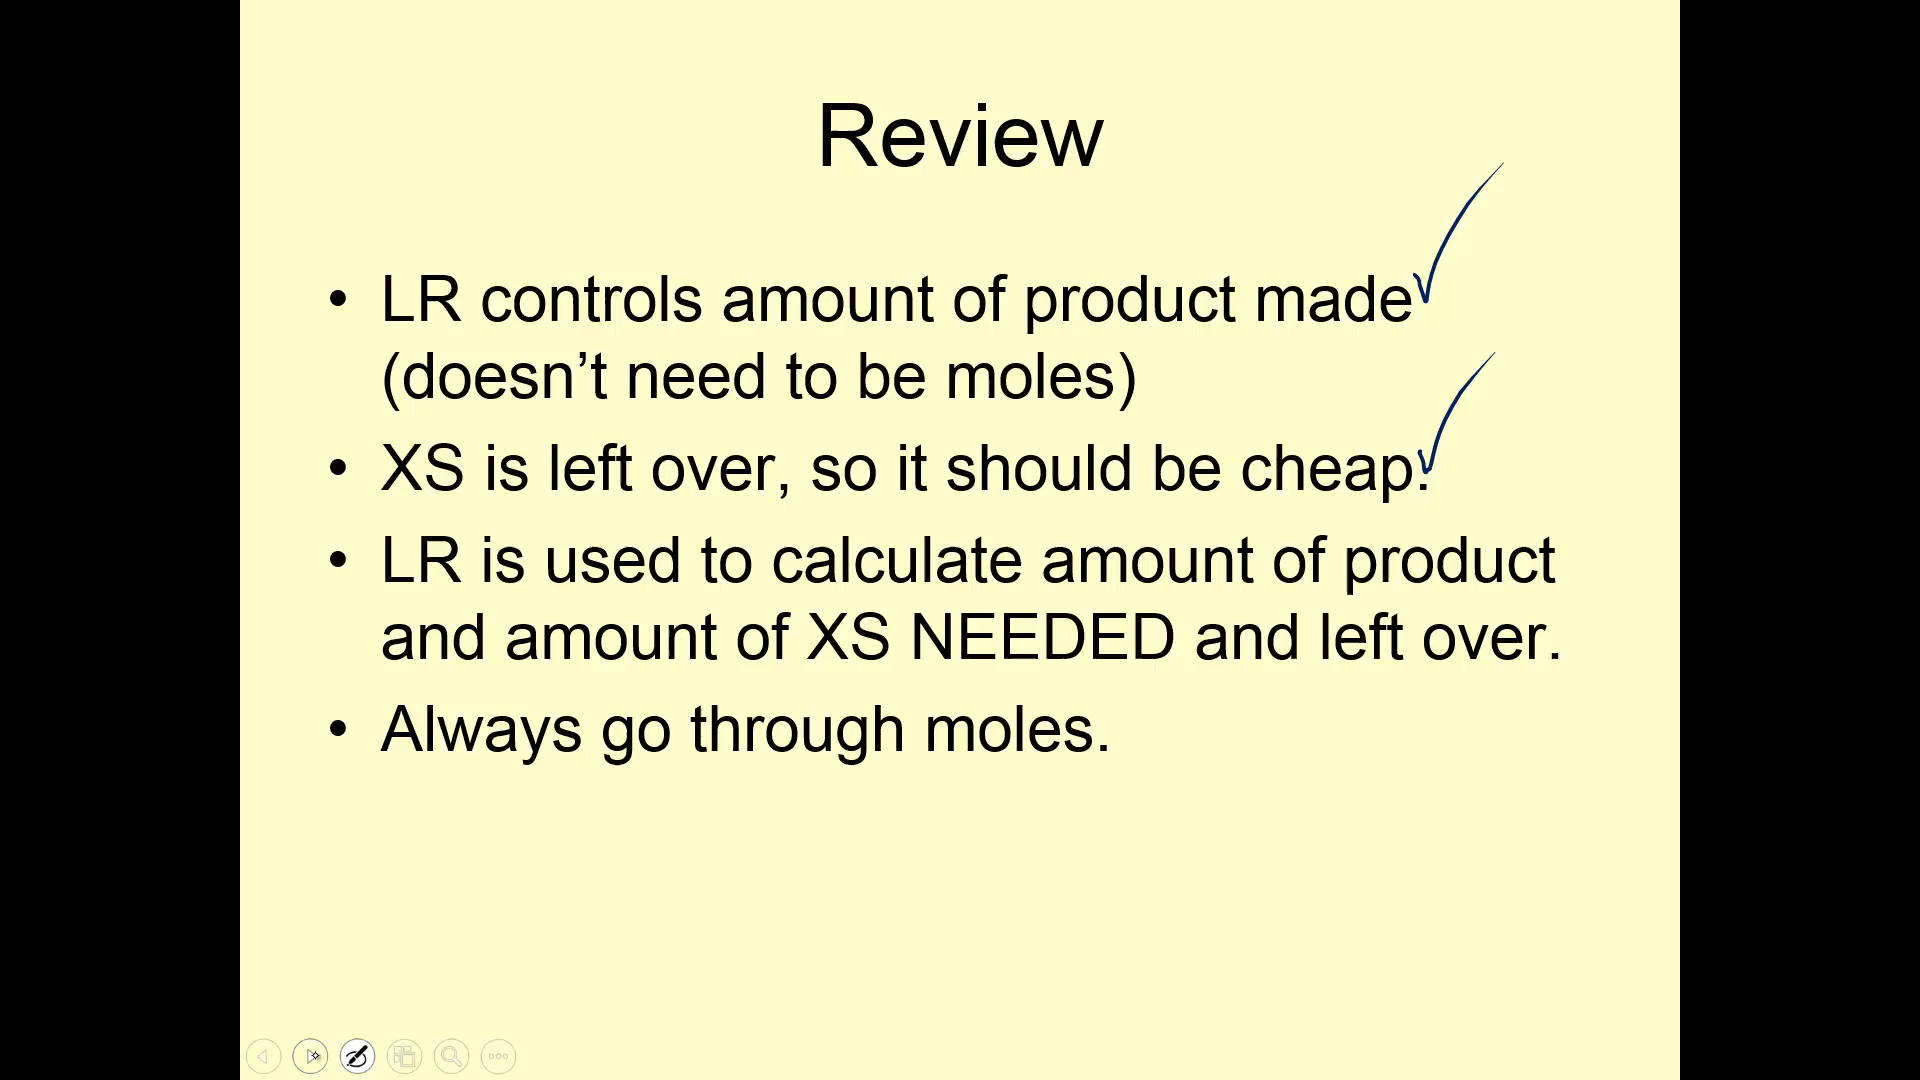 Review
• LR controls amount of product made
(doesn’t need to be moles)
• XS is left over, so it should be cheap.
• LR is used to calculate amount of product
and amount of XS NEEDED and left over.
• Always go through moles.